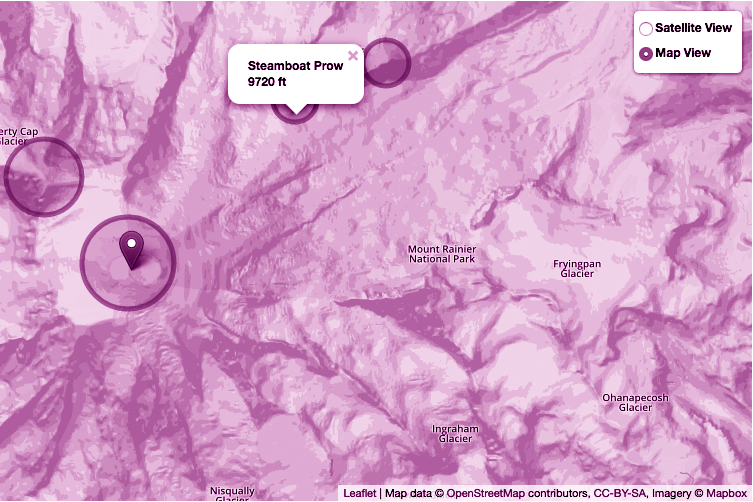 Satellite View
Map View
Steamboat Prow
9720 ft
erty Cap
lacier
Mount Rainier
National Park
Fryingpan
Glacier
Ohanapecosh
Glacier
Ingraham
Glacier
Nisqually
Glacier
Leaflet | Map data © OpenStreetMap contributors, CC-BY-SA, Imagery © Mapbox